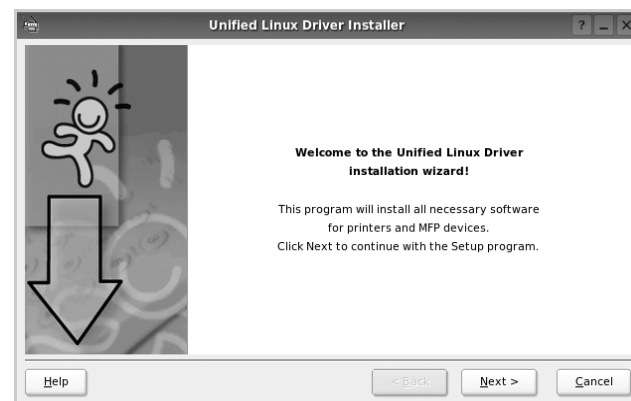 Unified Linux Driver Installer
?
Welcome to the Unified Linux Driver
installation wizard!
This program will install all necessary software
for printers and MFP devices.
Click Next to continue with the Setup program.
Help
< Back
Next >
Cancel